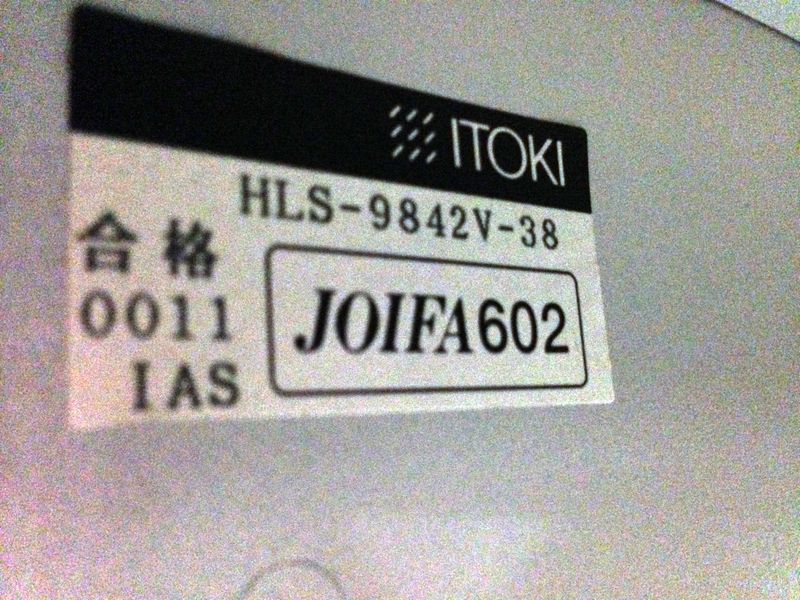 ITOKI
HLS-9842V-38
合格
0011
IAS
JOIFA602